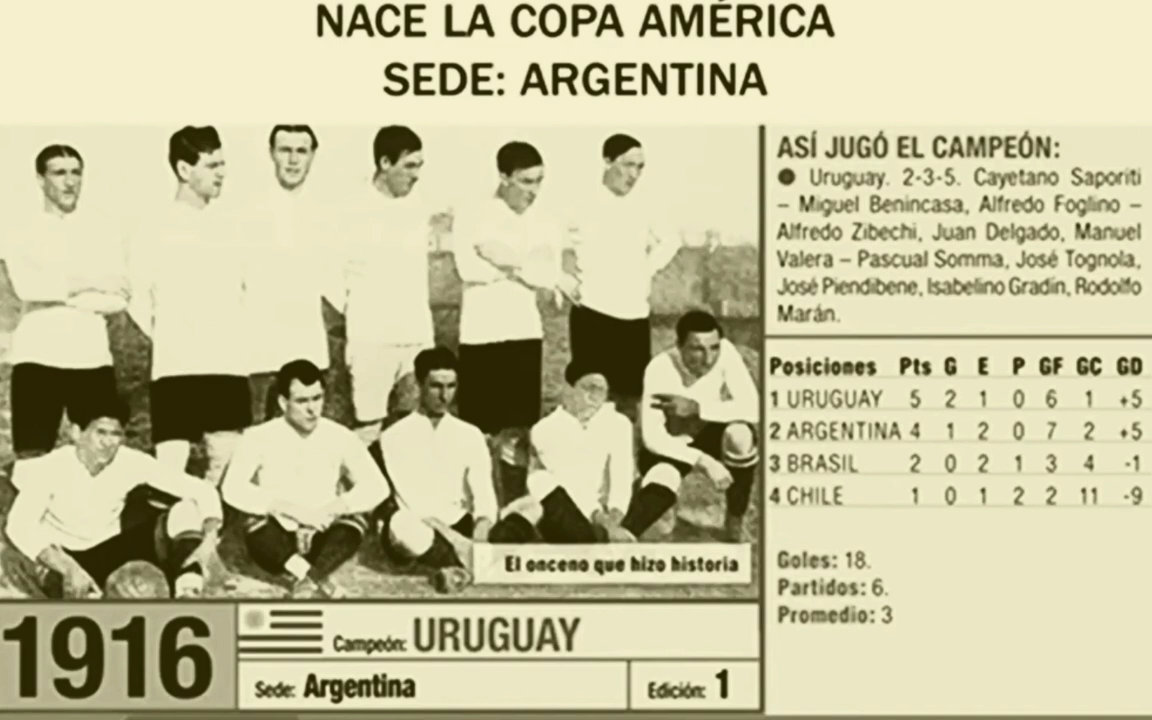 NACE LA COPA AMÉRICA
SEDE: ARGENTINA
ASÍ JUGÓ EL CAMPEÓN:
● Uruguay. 2-3-5. Cayetano Saporiti
– Miguel Benincasa, Alfredo Foglino –
Alfredo Zibechi, Juan Delgado, Manuel
Valera – Pascual Somma, José Tognola,
José Piendibene, Isabelino Gradin, Rodolfo
Marán.
Posiciones Pts G E P GF GC GD
1 URUGUAY 5 2 1 0 6 1 +5
2 ARGENTINA 4 1 2 0 7 2 +5
3 BRASIL 2 0 2 1 3 4 -1
4 CHILE 1 0 1 2 2 11 -9
Goles: 18.
Partidos: 6.
Promedio: 3
El onceno que hizo historia
1916
Campeón: URUGUAY
Sede: Argentina
Edición: 1